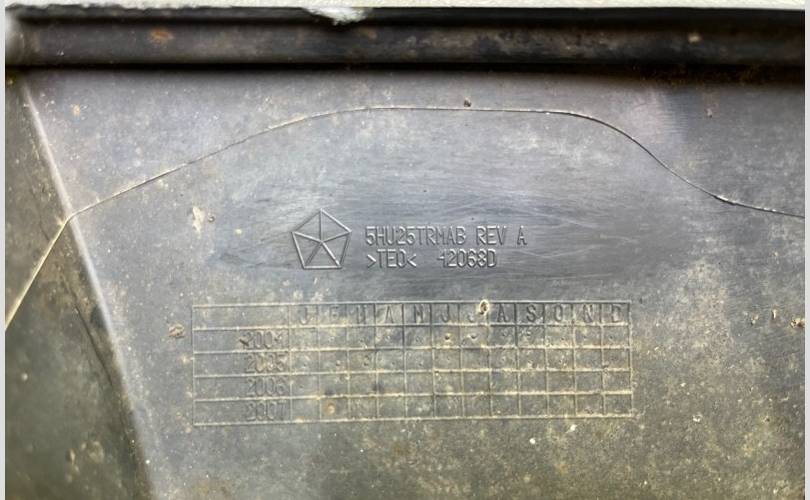 5HU25TRMAB REV A
>TEO< 42068D
J F M A M J J A S O N D
2004
2005
2006
2007